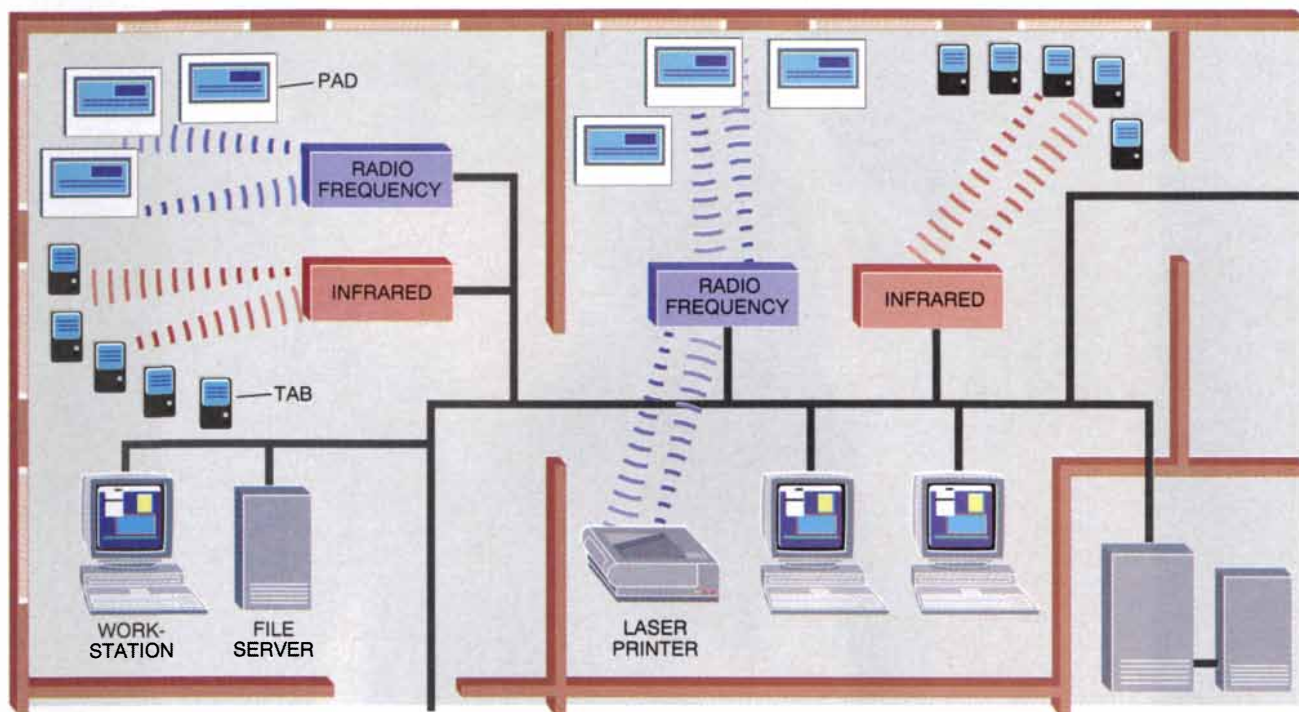 PAD
RADIO
FREQUENCY
INFRARED
TAB
RADIO
FREQUENCY
INFRARED
WORK-
STATION
FILE
SERVER
LASER
PRINTER